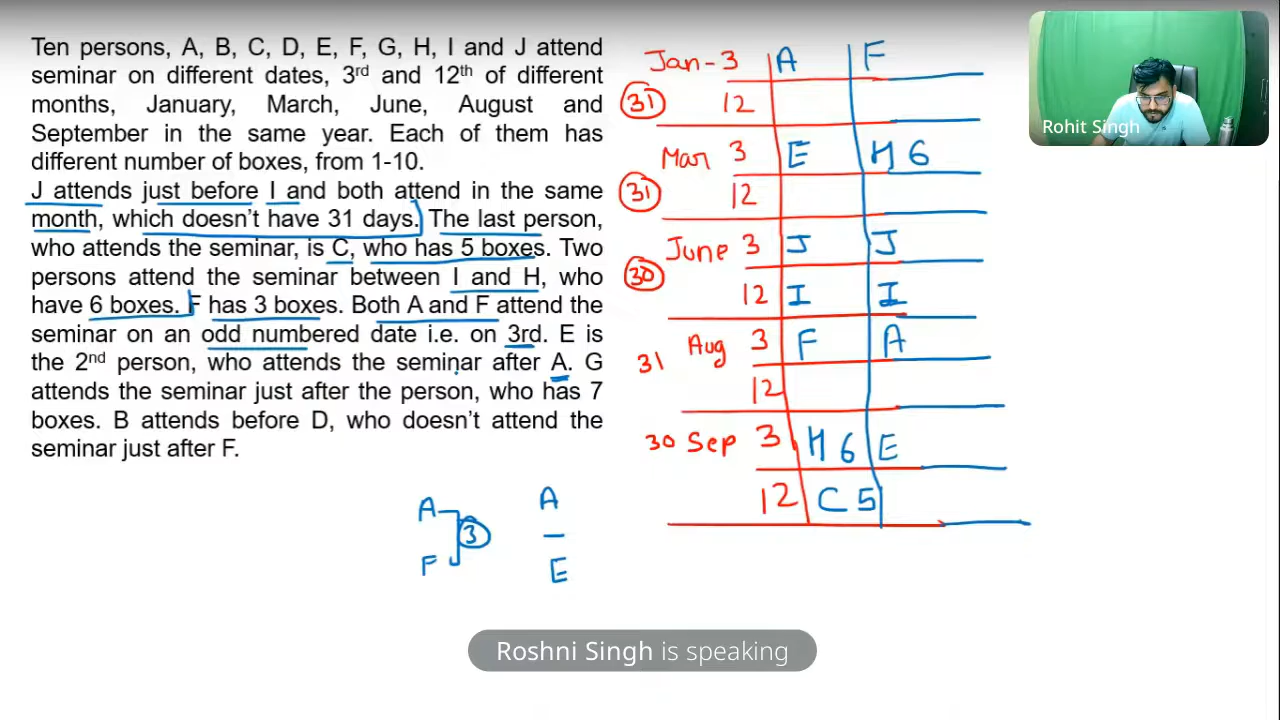 Ten persons, A, B, C, D, E, F, G, H, I and J attend
seminar on different dates, 3rd and 12th of different
months, January, March, June, August and
September in the same year. Each of them has
different number of boxes, from 1-10.
J attends just before I and both attend in the same
month, which doesn't have 31 days. The last person,
who attends the seminar, is C, who has 5 boxes. Two
persons attend the seminar between I and H, who
have 6 boxes. F has 3 boxes. Both A and F attend the
seminar on an odd numbered date i.e. on 3rd. E is
the 2nd person, who attends the seminar after A. G
attends the seminar just after the person, who has 7
boxes. B attends before D, who doesn't attend the
seminar just after F.
A
F
3
A
—
E
Jan - 3 A F
31 12
Mar 3 E H 6
31 12
June 3 J J
30 12 I I
Aug 3 F A
31 12
30 Sep 3 H 6 E
12 C 5
Rohit Singh
Roshni Singh is speaking